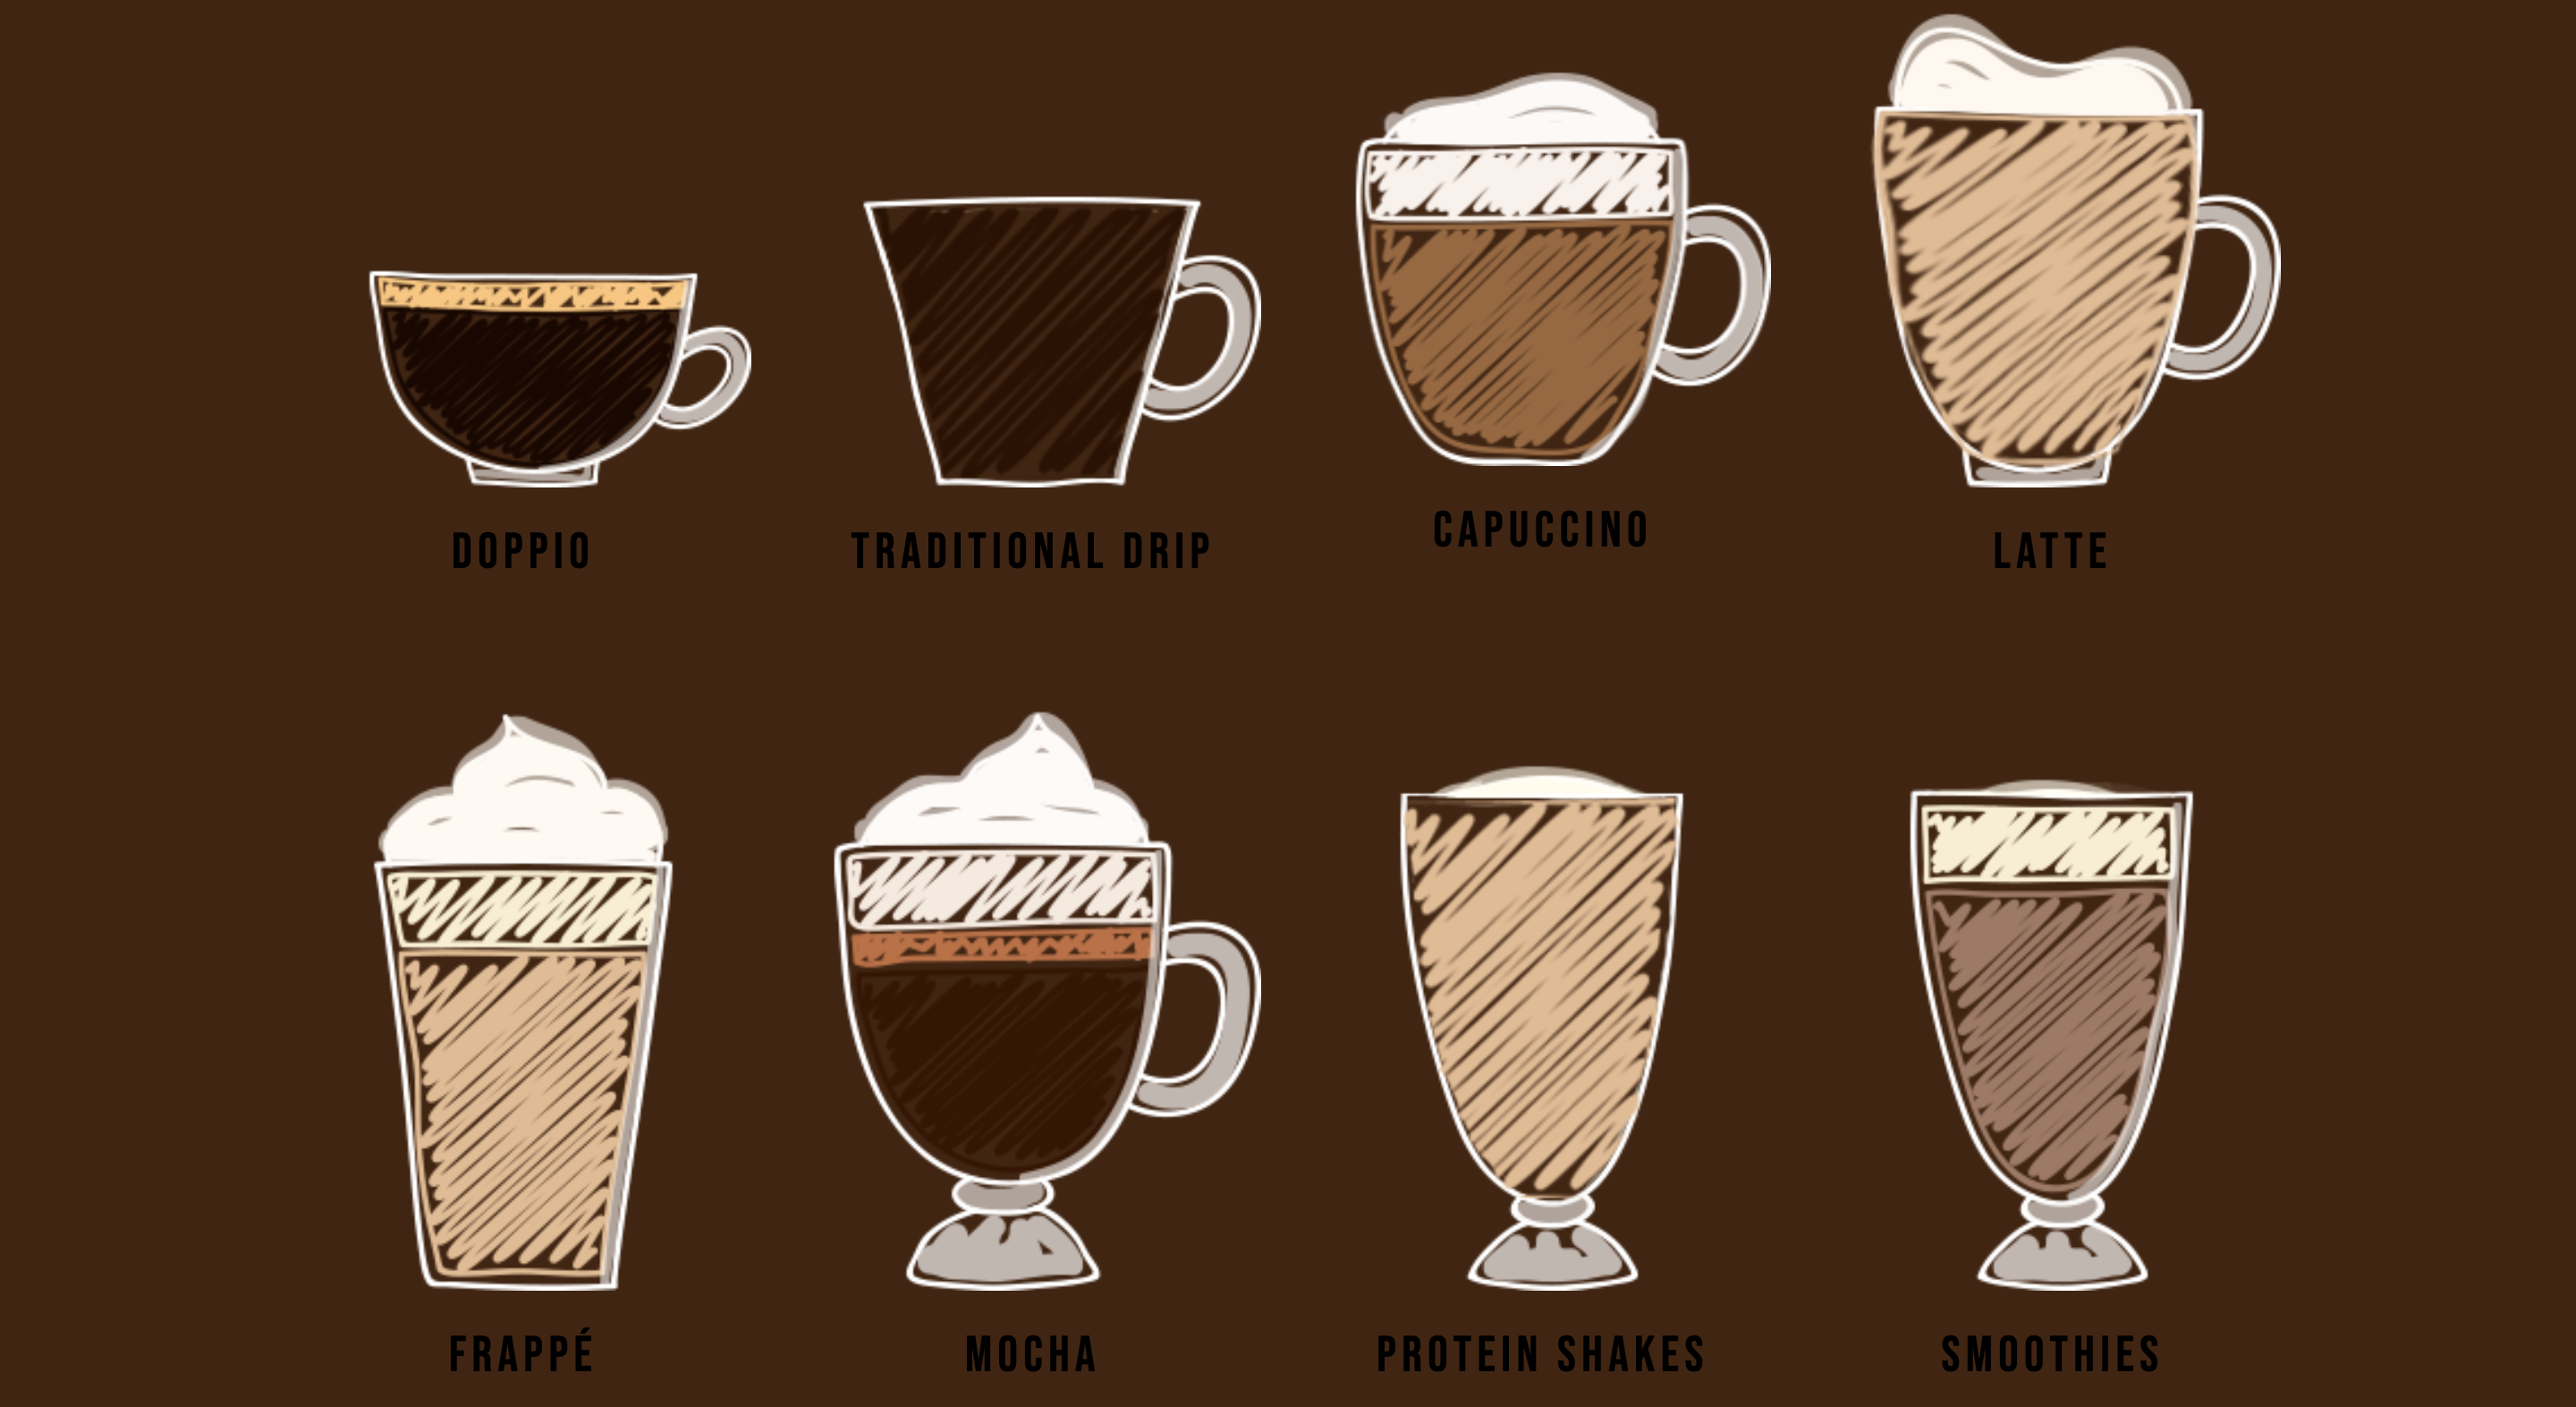 DOPPIO
TRADITIONAL DRIP
CAPUCCINO
LATTE
FRAPPÉ
MOCHA
PROTEIN SHAKES
SMOOTHIES